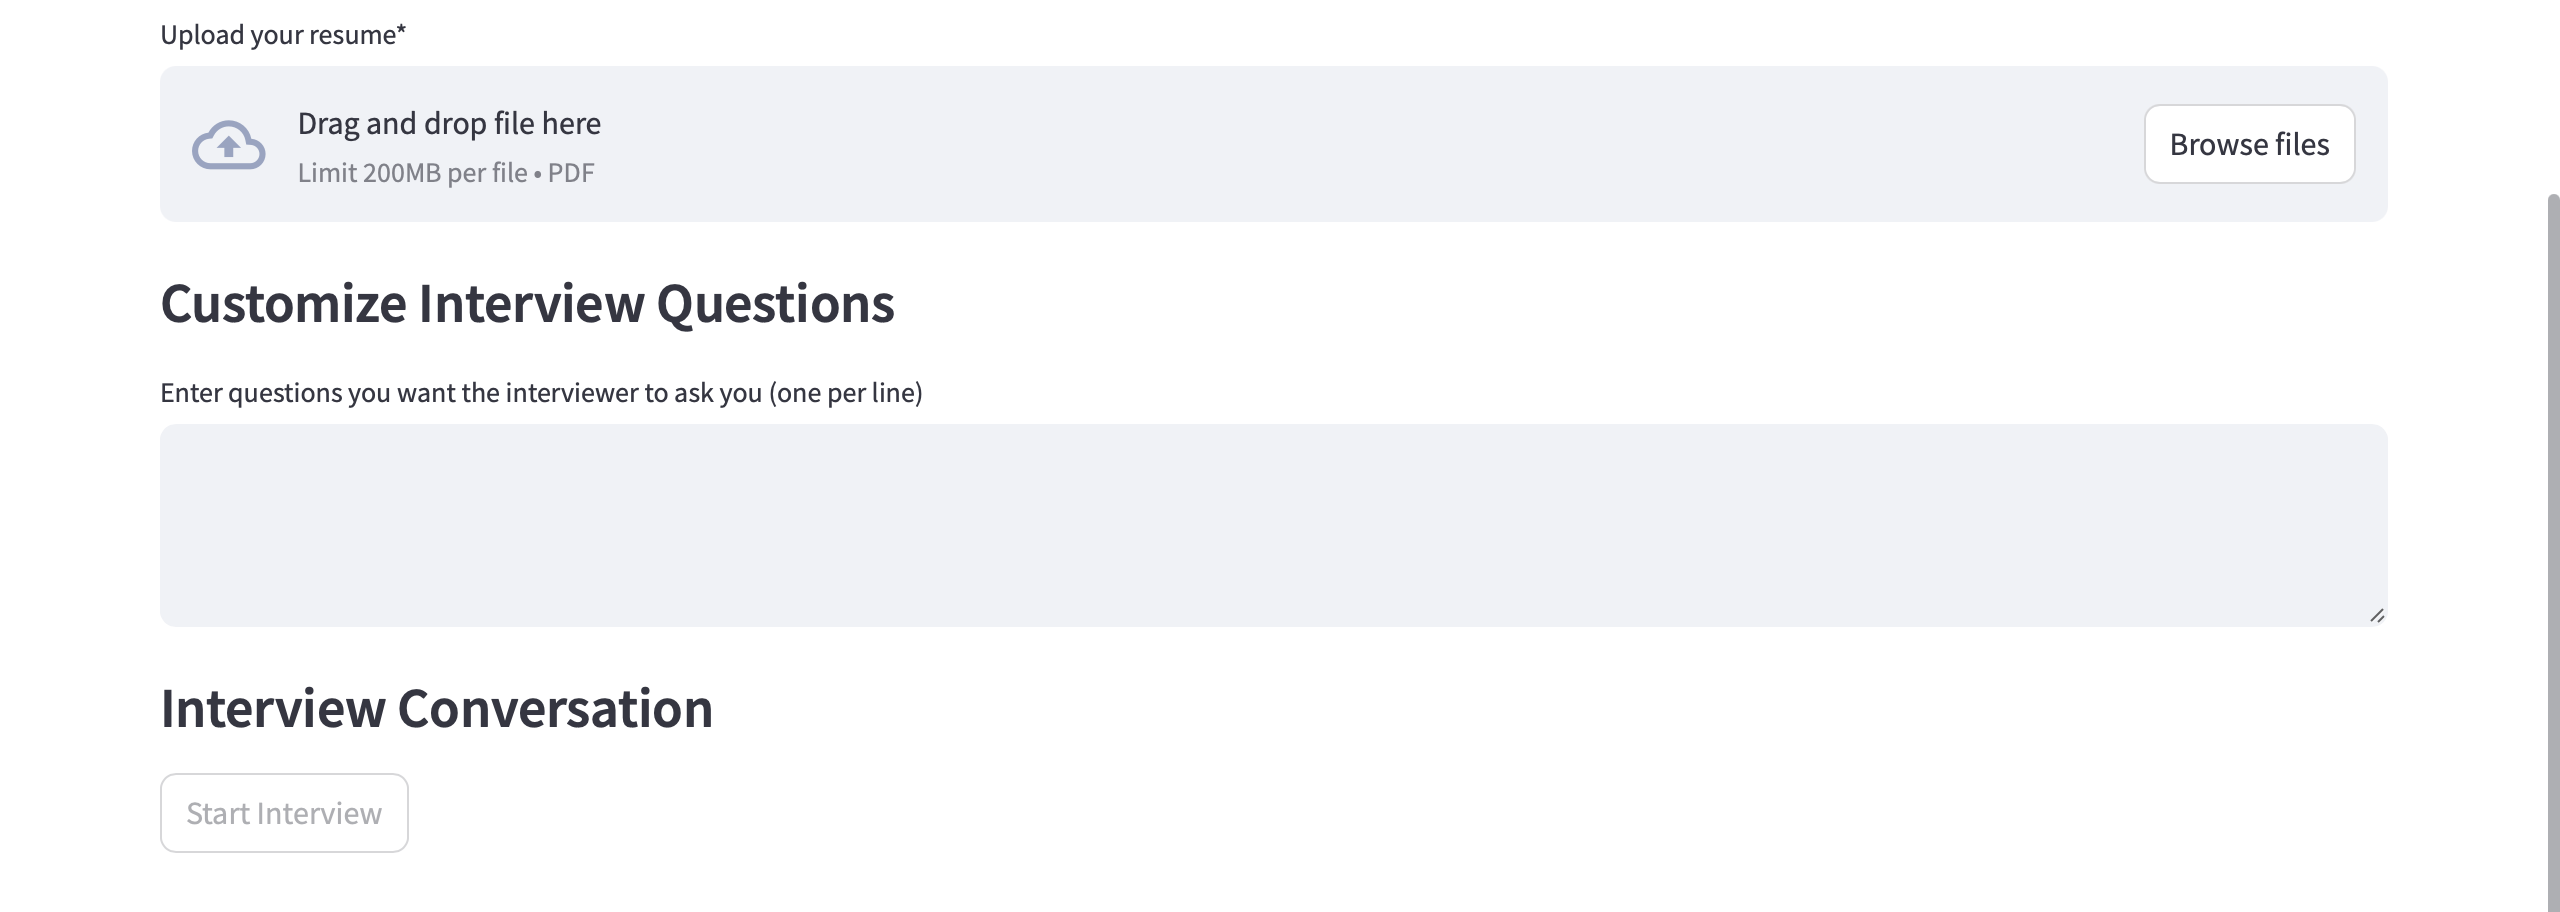 Upload your resume*
Drag and drop file here
Limit 200MB per file • PDF
Browse files
Customize Interview Questions
Enter questions you want the interviewer to ask you (one per line)
Interview Conversation
Start Interview